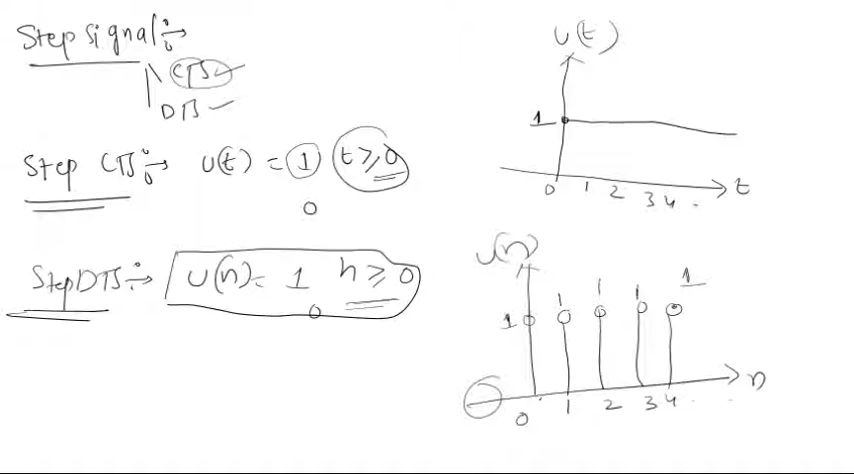 Step signal ÷→
CTS
DTS
Step CTS ÷→ U(t) = 1 t ≥ 0
0
Step DTS ÷→ U(n) = 1 n ≥ 0
0
U(t)
1
0 1 2 3 4 . t
U(n)
1 1 1 1
1
0 1 2 3 4 . . n